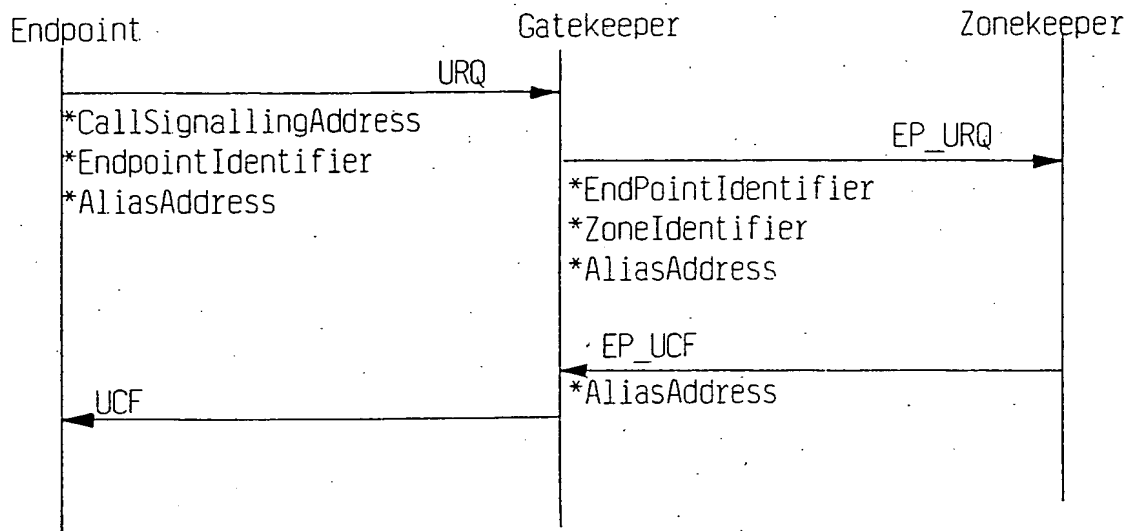 Endpoint Gatekeeper Zonekeeper
URQ
*CallSignallingAddress
*EndpointIdentifier
*AliasAddress
EP_URQ
*EndPointIdentifier
*ZoneIdentifier
*AliasAddress
EP_UCF
*AliasAddress
UCF